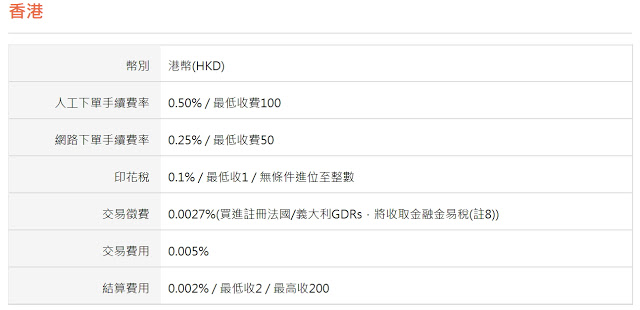 香港
幣別 港幣(HKD)
人工下單手續費率 0.50% / 最低收費100
網路下單手續費率 0.25% / 最低收費50
印花稅 0.1% / 最低收1 / 無條件進位至整數
交易徵費 0.0027%(買進註冊法國/義大利GDRs，將收取金融金易稅(註8))
交易費用 0.005%
結算費用 0.002% / 最低收2 / 最高收200